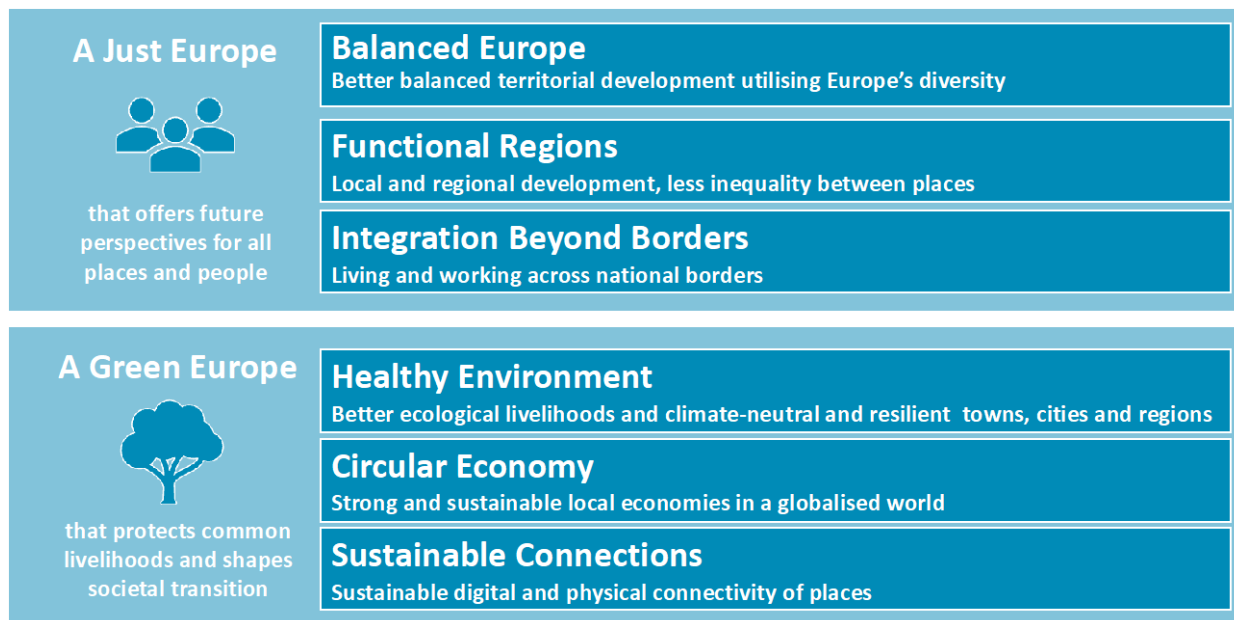 A Just Europe
that offers future
perspectives for all
places and people
Balanced Europe
Better balanced territorial development utilising Europe's diversity
Functional Regions
Local and regional development, less inequality between places
Integration Beyond Borders
Living and working across national borders
A Green Europe
that protects common
livelihoods and shapes
societal transition
Healthy Environment
Better ecological livelihoods and climate-neutral and resilient  towns, cities and regions
Circular Economy
Strong and sustainable local economies in a globalised world
Sustainable Connections
Sustainable digital and physical connectivity of places